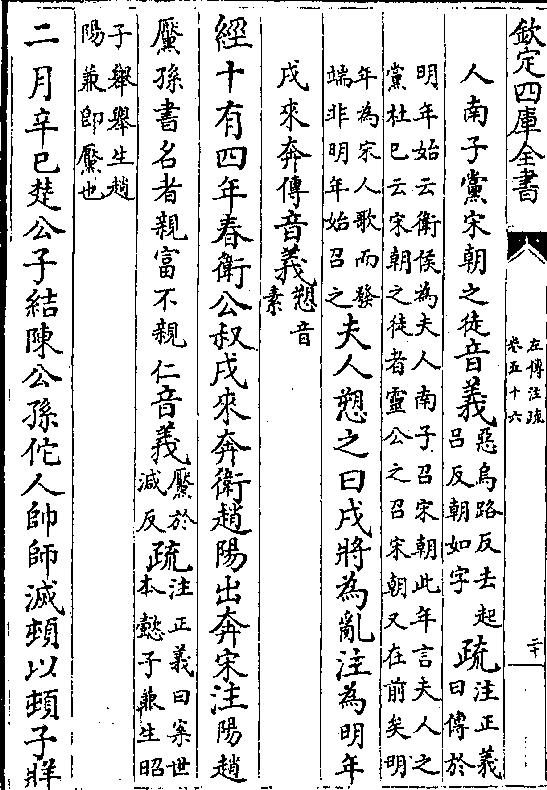 欽定四庫全書
左傳注疏
卷五十六
二十
人南子黨宋朝之徒音義惡烏路反去起
呂反朝如字疏注正義
曰傳於
明年始云衛侯為夫人南子召宋朝此年言夫人之
黨杜已云宋朝之徒者靈公之召宋朝又在前矣明
年為宋人歌而發
端非明年始召之夫人愬之曰戍將為亂注為明年
戍來奔傳音義愬音
素
經十有四年春衛公叔戍來奔衛趙陽出奔宋注陽趙
黶孫書名者親富不親仁音義黶於
減反疏注正義曰案世
本懿子兼生昭
子舉舉生趙
陽兼即黶也
二月辛巳楚公子結陳公孫佗人帥師滅頓以頓子牂